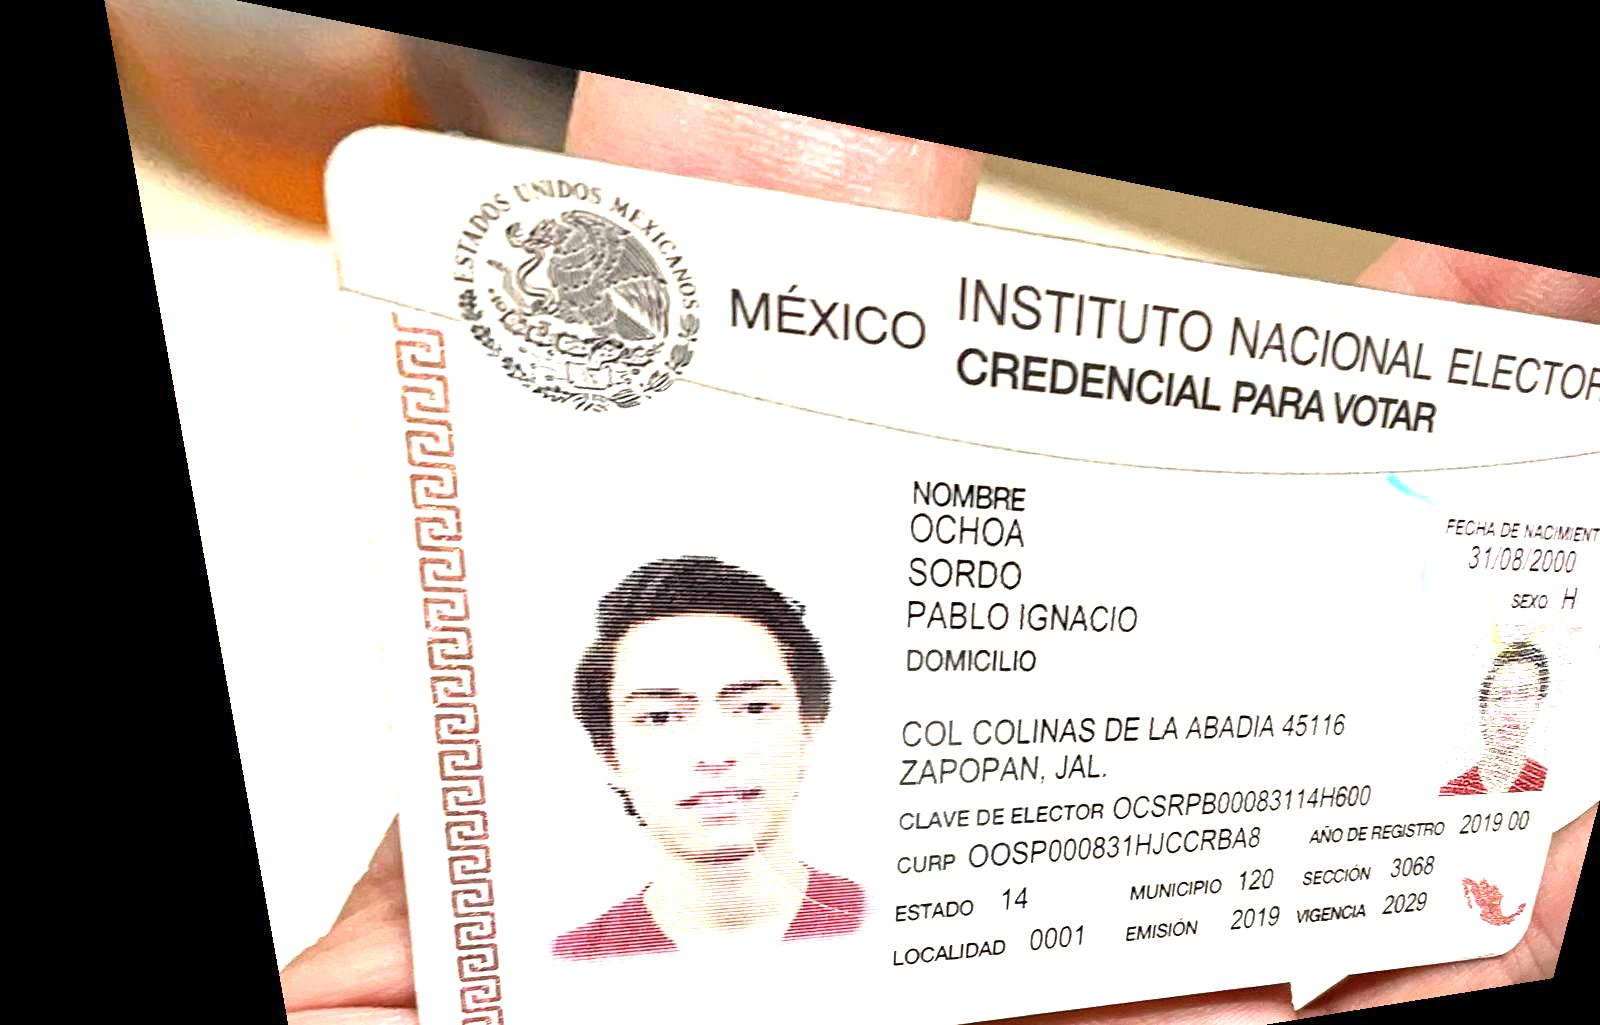 ESTADOS UNIDOS MEXICANOS
MÉXICO INSTITUTO NACIONAL ELECTOR
CREDENCIAL PARA VOTAR
NOMBRE
OCHOA
SORDO
PABLO IGNACIO
DOMICILIO
COL COLINAS DE LA ABADIA 45116
ZAPOPAN, JAL.
FECHA DE NACIMIENT
31/08/2000
SEXO H
CLAVE DE ELECTOR OCSRPB00083114H600
CURP OOSP000831HJCCRBA8 AÑO DE REGISTRO 2019 00
ESTADO 14 MUNICIPIO 120 SECCIÓN 3068
LOCALIDAD 0001 EMISIÓN 2019 VIGENCIA 2029